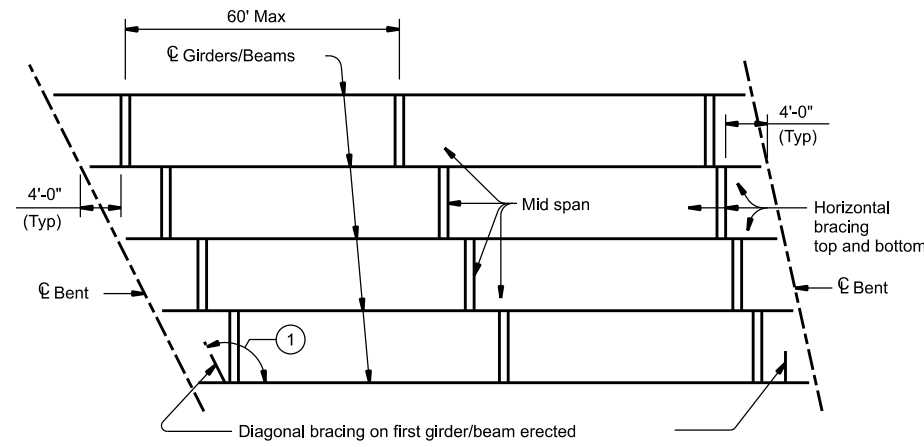 60' Max
℄ Girders/Beams
4'-0"
(Typ)
4'-0"
(Typ)
Mid span
Horizontal
bracing
top and bottom
℄ Bent
℄ Bent
1
Diagonal bracing on first girder/beam erected